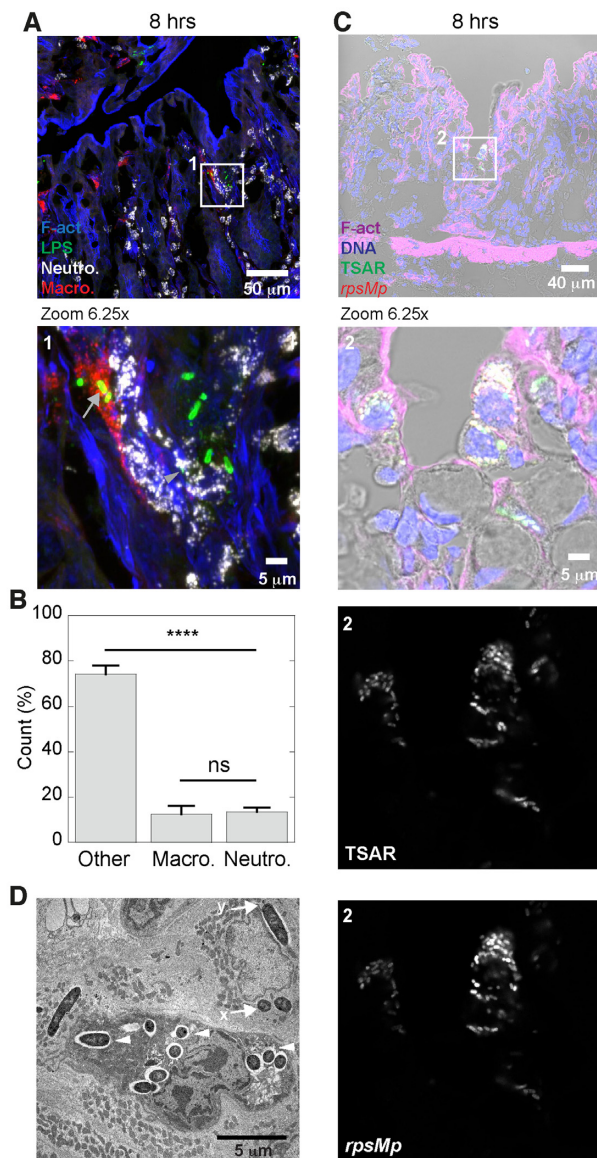 A
8 hrs
1
F-act
LPS
Neutro.
Macro.
50 µm
Zoom 6.25x
1
5 µm
B
Count (%)
100
80
60
40
20
0
****
ns
Other Macro. Neutro.
D
y
x
5 µm
C
8 hrs
2
F-act
DNA
TSAR
rpsMp
40 µm
Zoom 6.25x
2
5 µm
2
TSAR
2
rpsMp